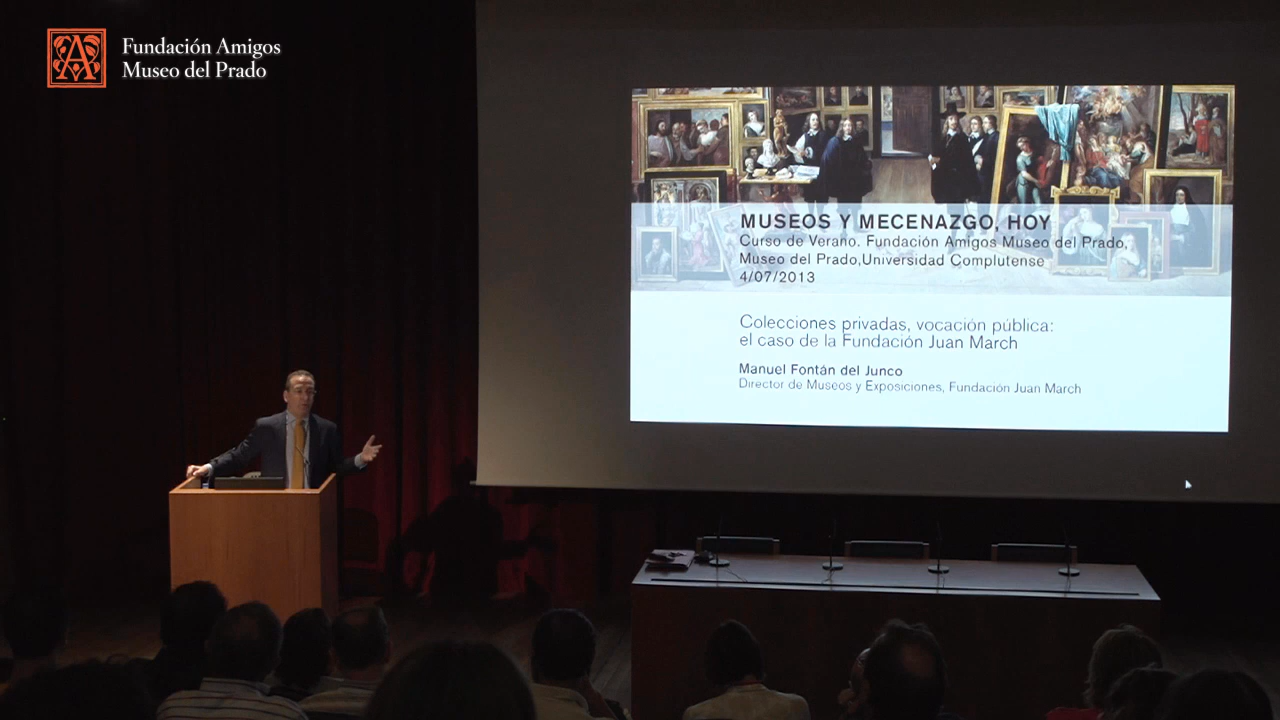 Fundación Amigos
Museo del Prado
MUSEOS Y MECENAZGO, HOY
Curso de Verano. Fundación Amigos Museo del Prado,
Museo del Prado,Universidad Complutense
4/07/2013
Colecciones privadas, vocación pública:
el caso de la Fundación Juan March
Manuel Fontán del Junco
Director de Museos y Exposiciones, Fundación Juan March